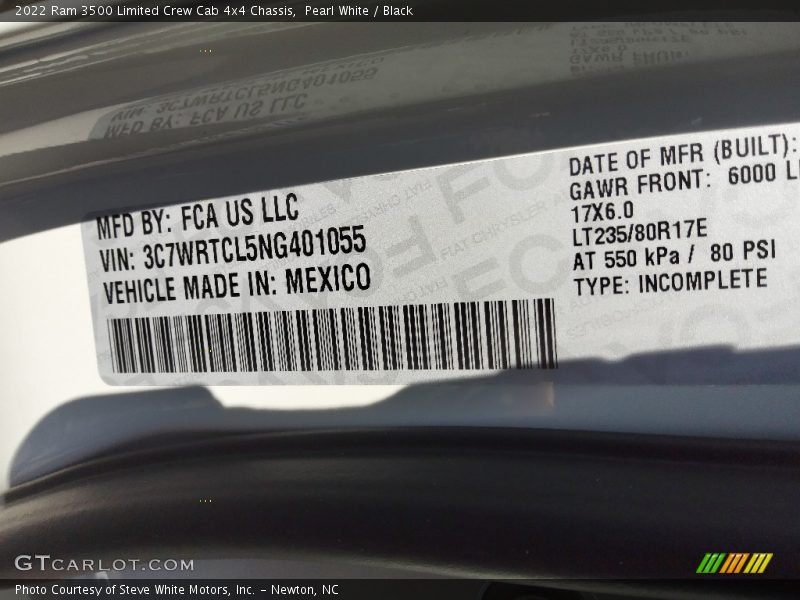 2022 Ram 3500 Limited Crew Cab 4x4 Chassis,  Pearl White / Black
MFD BY: FCA US LLC
VIN: 3C7WRTCL5NG401055
VEHICLE MADE IN: MEXICO
DATE OF MFR (BUILT):
GAWR FRONT: 6000 L
17X6.0
LT235/80R17E
AT 550 kPa / 80 PSI
TYPE: INCOMPLETE
GTCARLOT.COM
Photo Courtesy of Steve White Motors, Inc. – Newton, NC